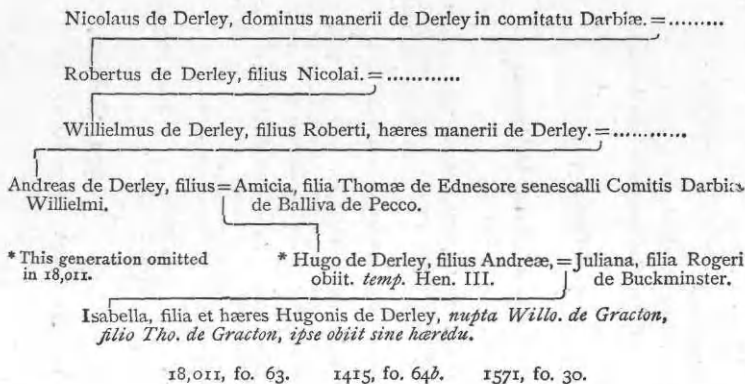 Nicolaus de Derley, dominus manerii de Derley in comitatu Darbiæ. = .........
Robertus de Derley, filius Nicolai. = ............
Willielmus de Derley, filius Roberti, hæres manerii de Derley. = ............
Andreas de Derley, filius = Amicia, filia Thomæ de Ednesore senescalli Comitis Darbiæ
Willielmi. de Balliva de Pecco.
* This generation omitted * Hugo de Derley, filius Andreæ, = Juliana, filia Rogeri
in 18,011. obiit. temp. Hen. III. de Buckminster.
Isabella, filia et hæres Hugonis de Derley, nupta Willo. de Gracton,
filio Tho. de Gracton, ipse obiit sine hæredu.
18,011, fo. 63. 1415, fo. 64b. 1571, fo. 30.